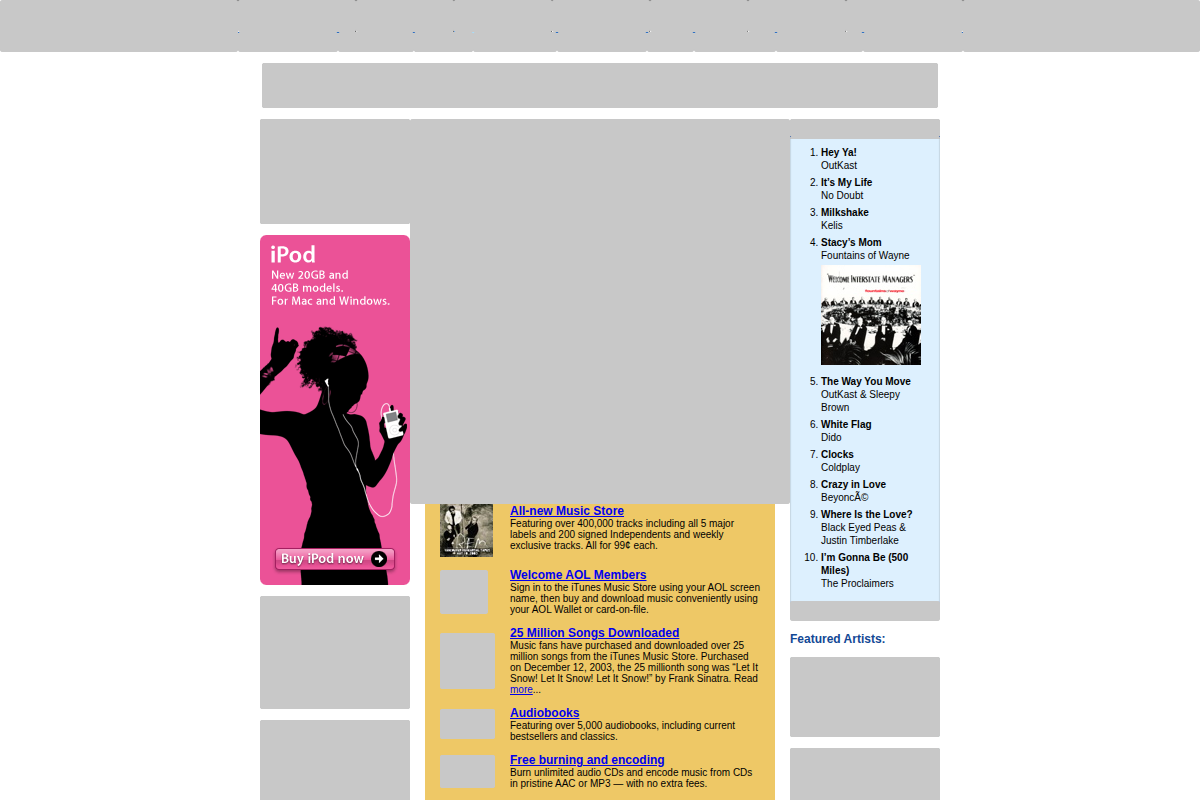 iPod
New 20GB and
40GB models.
For Mac and Windows.
Buy iPod now
All-new Music Store
Featuring over 400,000 tracks including all 5 major
labels and 200 signed Independents and weekly
exclusive tracks. All for 99¢ each.
Welcome AOL Members
Sign in to the iTunes Music Store using your AOL screen
name, then buy and download music conveniently using
your AOL Wallet or card-on-file.
25 Million Songs Downloaded
Music fans have purchased and downloaded over 25
million songs from the iTunes Music Store. Purchased
on December 12, 2003, the 25 millionth song was “Let It
Snow! Let It Snow! Let It Snow!” by Frank Sinatra. Read
more...
Audiobooks
Featuring over 5,000 audiobooks, including current
bestsellers and classics.
Free burning and encoding
Burn unlimited audio CDs and encode music from CDs
in pristine AAC or MP3 — with no extra fees.
1. Hey Ya!
OutKast
2. It’s My Life
No Doubt
3. Milkshake
Kelis
4. Stacy’s Mom
Fountains of Wayne
WELCOME INTERSTATE MANAGERS
5. The Way You Move
OutKast & Sleepy
Brown
6. White Flag
Dido
7. Clocks
Coldplay
8. Crazy in Love
BeyoncÃ©
9. Where Is the Love?
Black Eyed Peas &
Justin Timberlake
10. I’m Gonna Be (500
Miles)
The Proclaimers
Featured Artists: